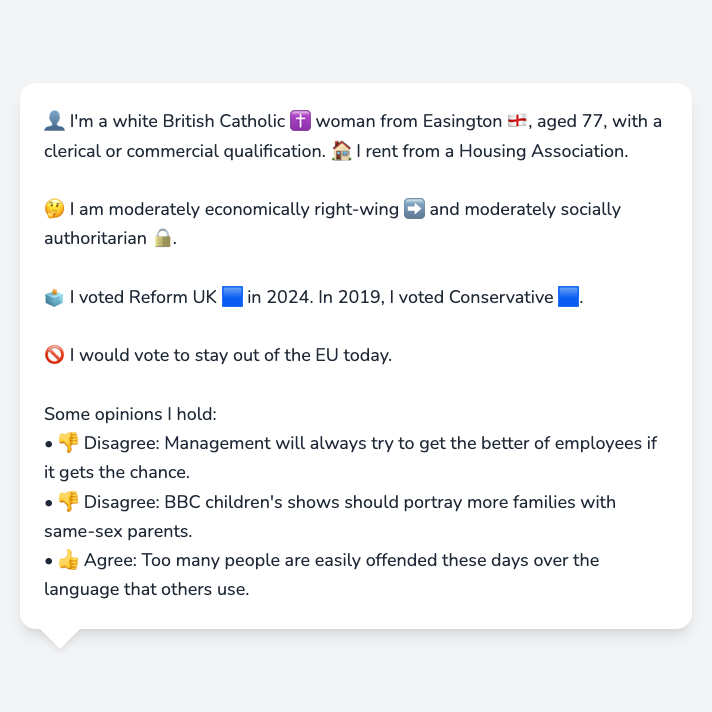 👤 I'm a white British Catholic ✝️ woman from Easington 🏴󠁧󠁢󠁥󠁮󠁧󠁿, aged 77, with a
clerical or commercial qualification. 🏠 I rent from a Housing Association.
🤔 I am moderately economically right-wing ➡️ and moderately socially
authoritarian 🔒.
🗳️ I voted Reform UK 🟦 in 2024. In 2019, I voted Conservative 🟦.
🚫 I would vote to stay out of the EU today.
Some opinions I hold:
• 👎 Disagree: Management will always try to get the better of employees if
it gets the chance.
• 👎 Disagree: BBC children's shows should portray more families with
same-sex parents.
• 👍 Agree: Too many people are easily offended these days over the
language that others use.